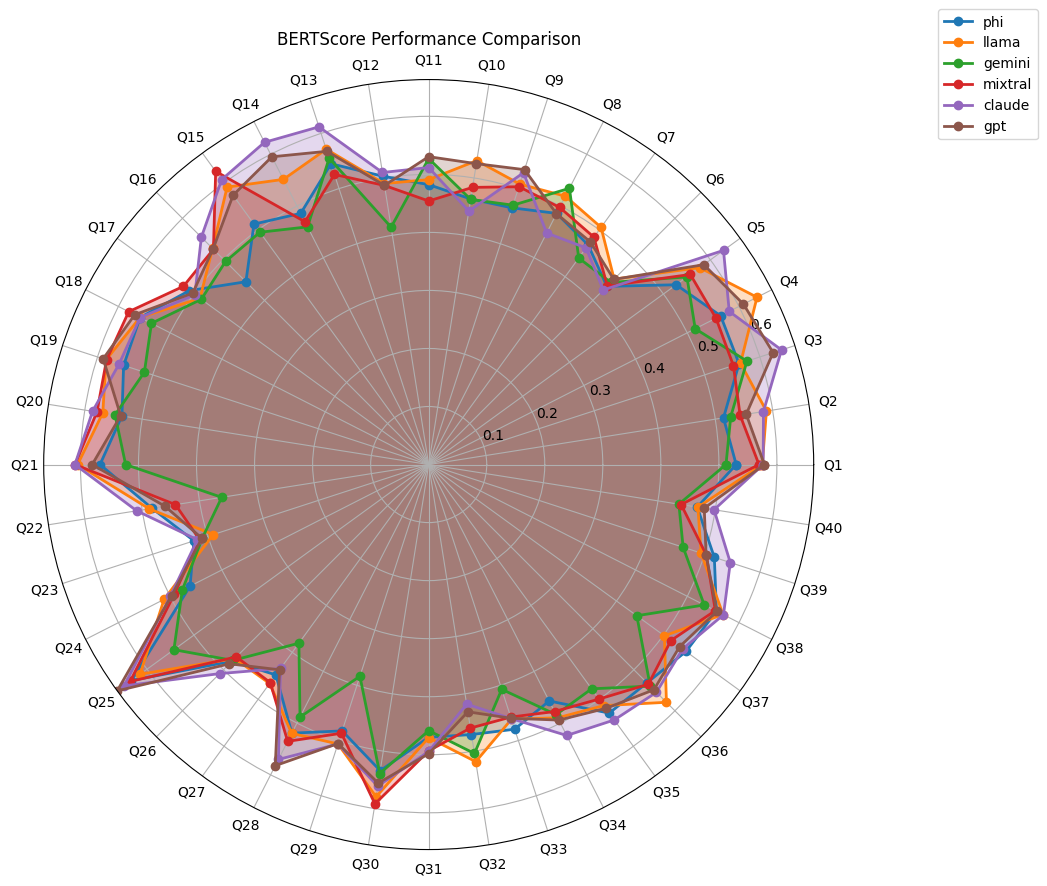 BERTScore Performance Comparison
phi
llama
gemini
mixtral
claude
gpt
Q1
Q2
Q3
Q4
Q5
Q6
Q7
Q8
Q9
Q10
Q11
Q12
Q13
Q14
Q15
Q16
Q17
Q18
Q19
Q20
Q21
Q22
Q23
Q24
Q25
Q26
Q27
Q28
Q29
Q30
Q31
Q32
Q33
Q34
Q35
Q36
Q37
Q38
Q39
Q40
0.1
0.2
0.3
0.4
0.5
0.6